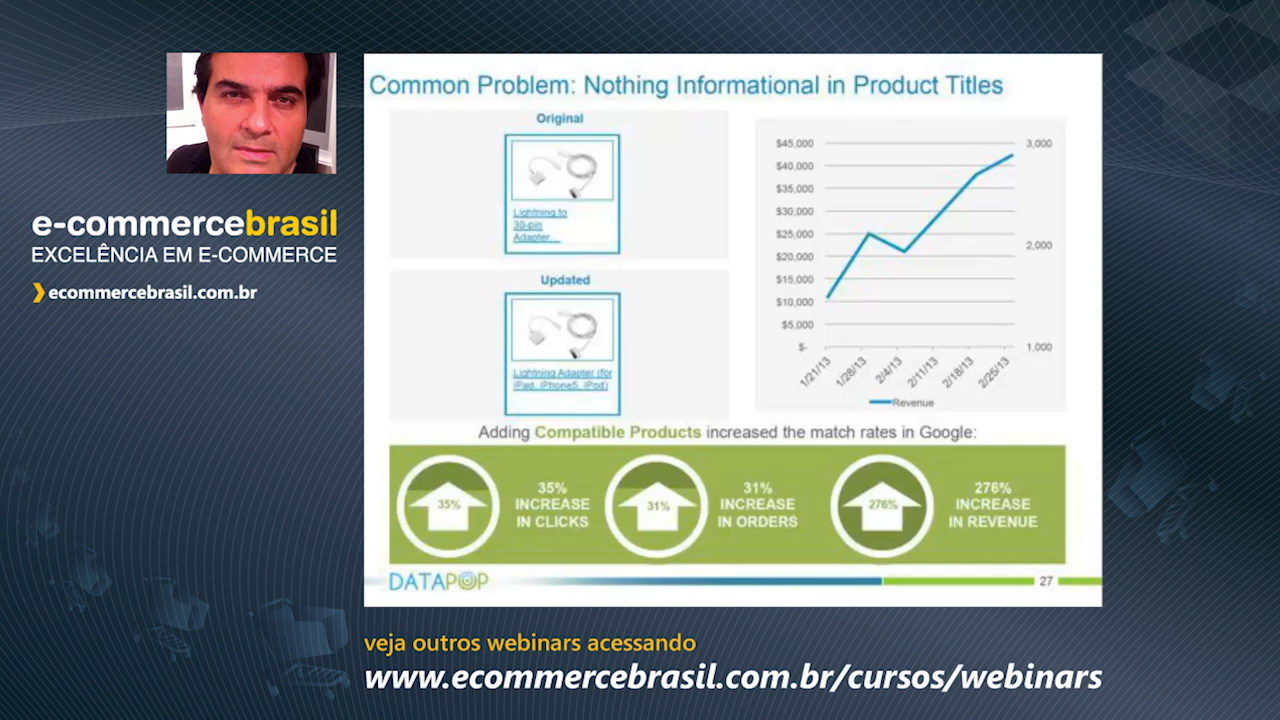 e-commercebrasil
EXCELÊNCIA EM E-COMMERCE
ecommercebrasil.com.br
Common Problem: Nothing Informational in Product Titles
Original
Lightning to
30-pin
Adapter...
Updated
Lightning Adapter (for
iPad, iPhone5, iPod)
$45,000
$40,000
$35,000
$30,000
$25,000
$20,000
$15,000
$10,000
$5,000
$-
3,000
2,000
1,000
1/21/13
1/28/13
2/4/13
2/11/13
2/18/13
2/25/13
Revenue
Adding Compatible Products increased the match rates in Google:
35%
35%
INCREASE
IN CLICKS
31%
31%
INCREASE
IN ORDERS
276%
276%
INCREASE
IN REVENUE
DATAPOP
27
veja outros webinars acessando
www.ecommercebrasil.com.br/cursos/webinars